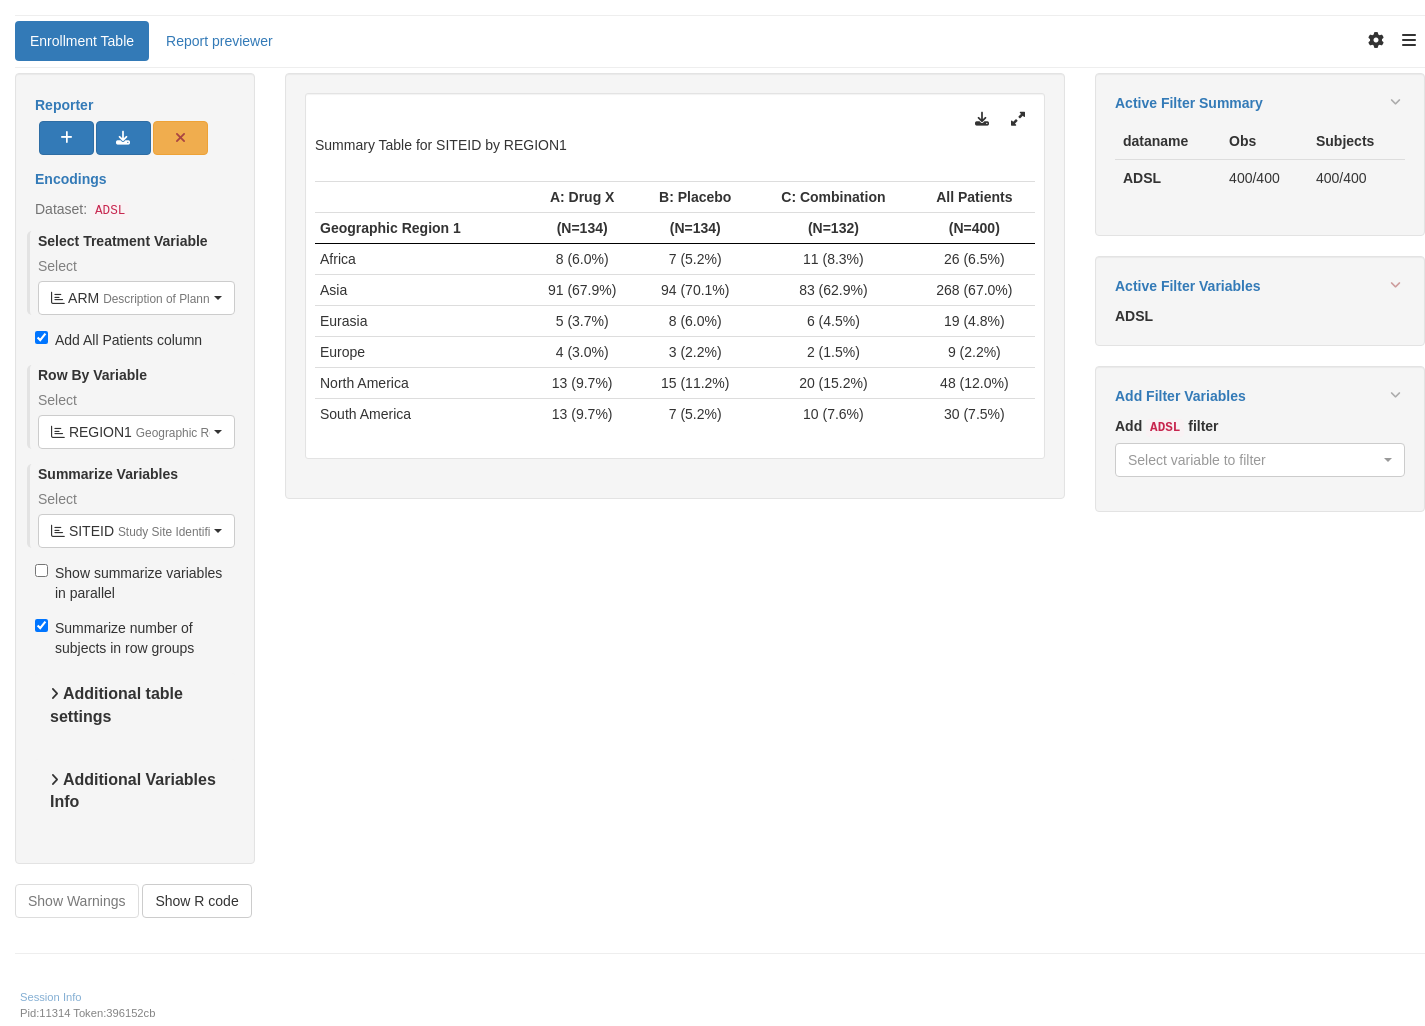 Enrollment Table
Report previewer
Reporter
Encodings
Dataset: ADSL
Select Treatment Variable
Select
ARM Description of Plann
Add All Patients column
Row By Variable
Select
REGION1 Geographic R
Summarize Variables
Select
SITEID Study Site Identifi
Show summarize variables
in parallel
Summarize number of
subjects in row groups
Additional table
settings
Additional Variables
Info
Show Warnings
Show R code
Summary Table for SITEID by REGION1
A: Drug X B: Placebo C: Combination All Patients
Geographic Region 1 (N=134) (N=134) (N=132) (N=400)
Africa 8 (6.0%) 7 (5.2%) 11 (8.3%) 26 (6.5%)
Asia 91 (67.9%) 94 (70.1%) 83 (62.9%) 268 (67.0%)
Eurasia 5 (3.7%) 8 (6.0%) 6 (4.5%) 19 (4.8%)
Europe 4 (3.0%) 3 (2.2%) 2 (1.5%) 9 (2.2%)
North America 13 (9.7%) 15 (11.2%) 20 (15.2%) 48 (12.0%)
South America 13 (9.7%) 7 (5.2%) 10 (7.6%) 30 (7.5%)
Active Filter Summary
dataname Obs Subjects
ADSL 400/400 400/400
Active Filter Variables
ADSL
Add Filter Variables
Add ADSL filter
Select variable to filter
Session Info
Pid:11314 Token:396152cb